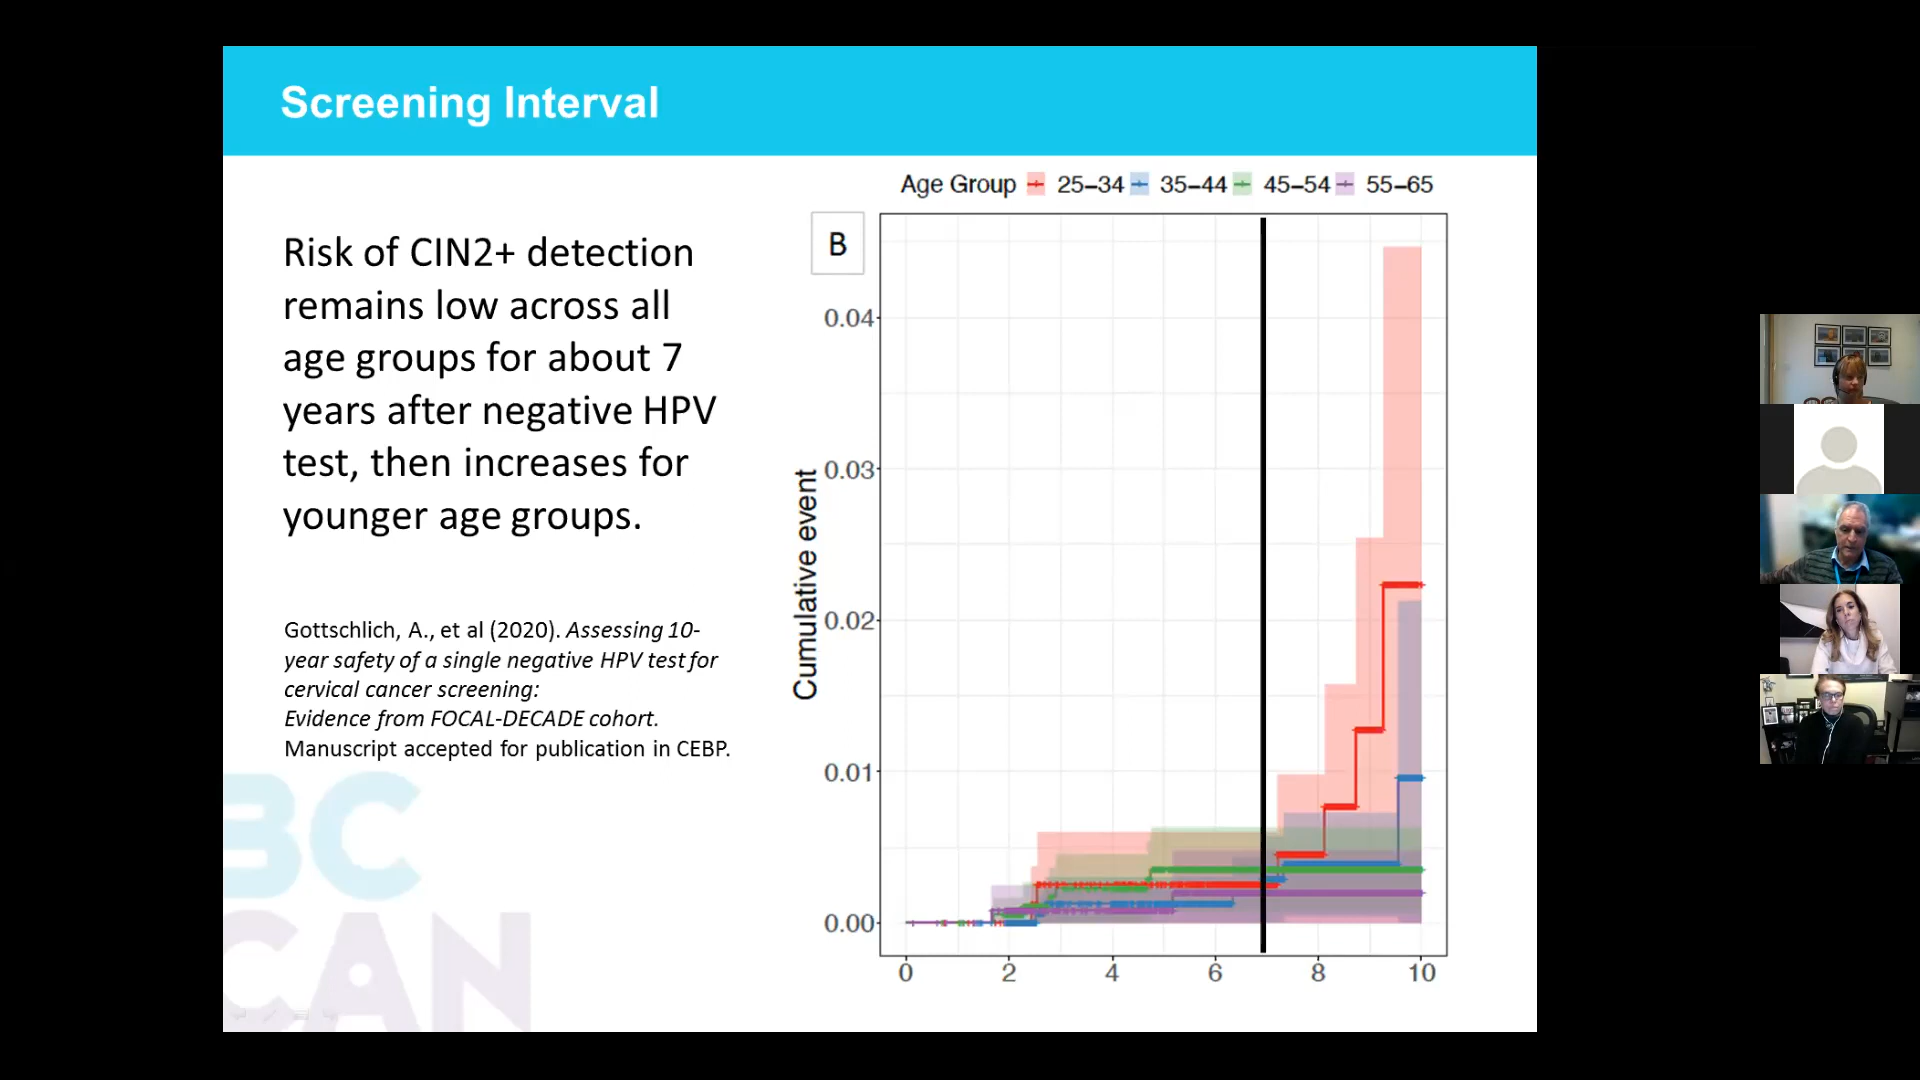 Screening Interval
Risk of CIN2+ detection
remains low across all
age groups for about 7
years after negative HPV
test, then increases for
younger age groups.
Gottschlich, A., et al (2020). Assessing 10-
year safety of a single negative HPV test for
cervical cancer screening:
Evidence from FOCAL-DECADE cohort.
Manuscript accepted for publication in CEBP.
BC
CAN
Age Group 25–34 35–44 45–54 55–65
B
Cumulative event
0.04
0.03
0.02
0.01
0.00
0 2 4 6 8 10